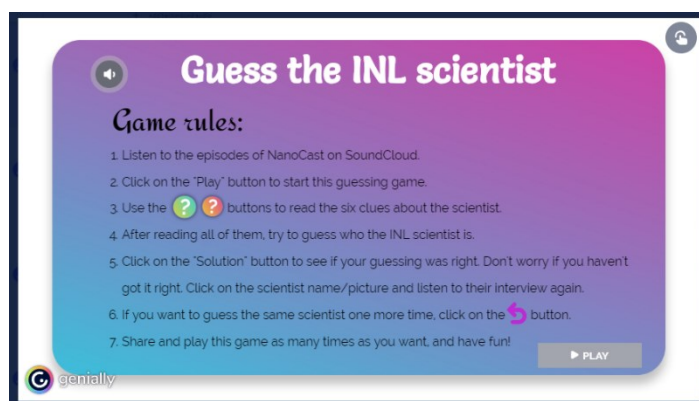 Guess the INL scientist
Game rules:
1. Listen to the episodes of NanoCast on SoundCloud.
2. Click on the "Play" button to start this guessing game.
3. Use the ? ? buttons to read the six clues about the scientist.
4. After reading all of them, try to guess who the INL scientist is.
5. Click on the "Solution" button to see if your guessing was right. Don't worry if you haven't
got it right. Click on the scientist name/picture and listen to their interview again.
6. If you want to guess the same scientist one more time, click on the button.
7. Share and play this game as many times as you want, and have fun!
PLAY
genially